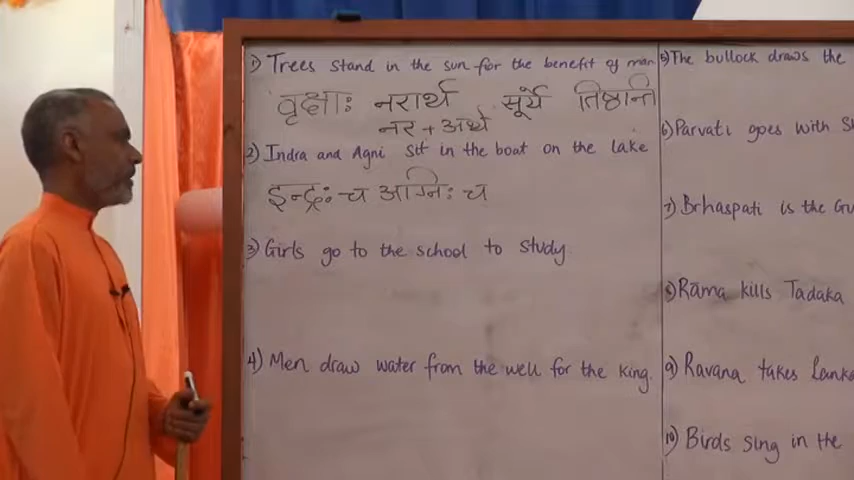 1) Trees stand in the sun for the benefit of man
वृक्षाः नरार्थं सूर्ये तिष्ठन्ति
नर + अर्थं
2) Indra and Agni sit in the boat on the lake
इन्द्रः च अग्निः च
3) Girls go to the school to study
4) Men draw water from the well for the king.
5) The bullock draws the
6) Parvati goes with
7) Brhaspati is the
8) Rāma kills Tadaka
9) Ravana takes Lanka
10) Birds sing in the